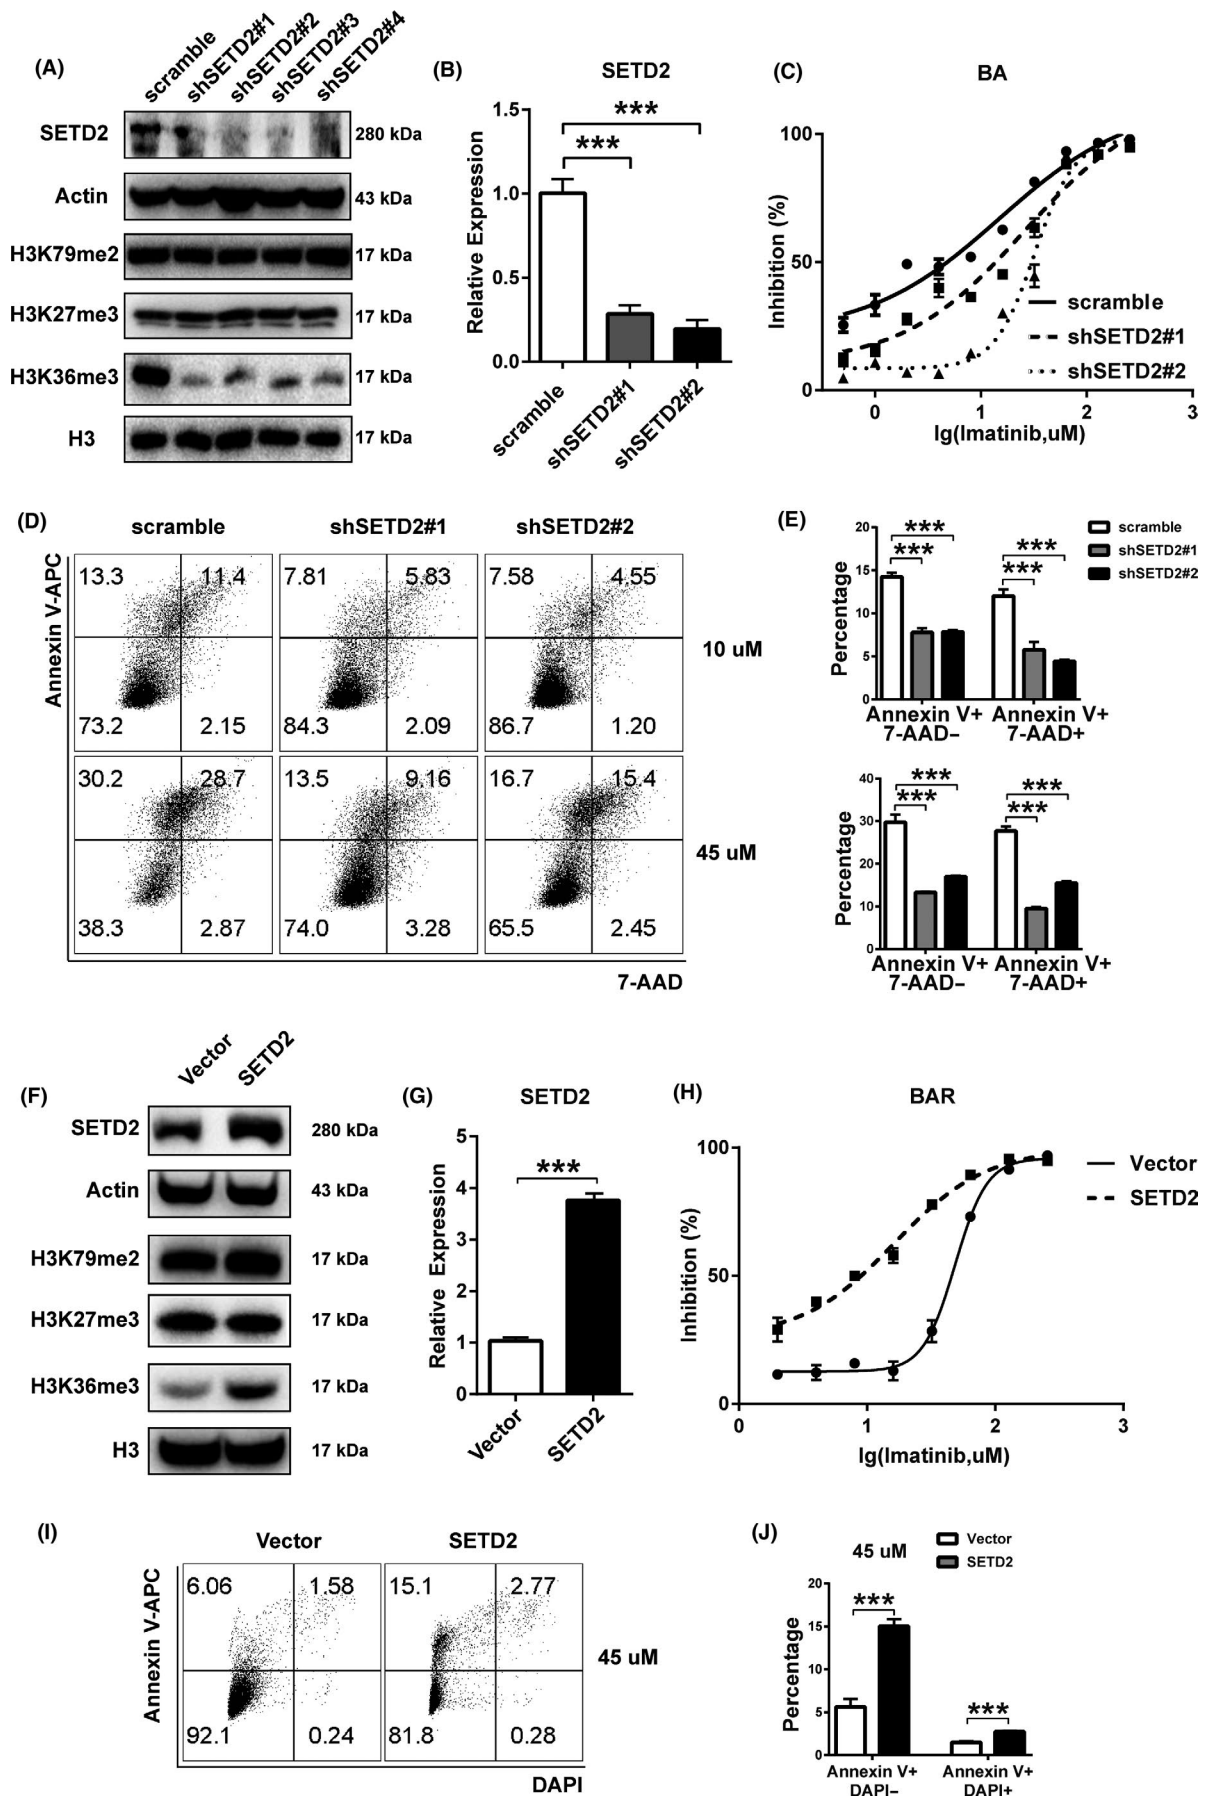 (A)
scramble
shSETD2#1
shSETD2#2
shSETD2#3
shSETD2#4
SETD2
280 kDa
Actin
43 kDa
H3K79me2
17 kDa
H3K27me3
17 kDa
H3K36me3
17 kDa
H3
17 kDa
(B)
SETD2
Relative Expression
1.5
1.0
0.5
0.0
***
***
scramble
shSETD2#1
shSETD2#2
(C)
BA
Inhibition (%)
100
50
0
0 1 2 3
lg(Imatinib,uM)
scramble
shSETD2#1
shSETD2#2
(D)
scramble shSETD2#1 shSETD2#2
Annexin V-APC
13.3 11.4 7.81 5.83 7.58 4.55
10 uM
73.2 2.15 84.3 2.09 86.7 1.20
30.2 28.7 13.5 9.16 16.7 15.4
45 uM
38.3 2.87 74.0 3.28 65.5 2.45
7-AAD
(E)
scramble
shSETD2#1
shSETD2#2
Percentage
20
15
10
5
0
***
***
***
***
Annexin V+ Annexin V+
7-AAD− 7-AAD+
Percentage
40
30
20
10
0
***
***
***
***
Annexin V+ Annexin V+
7-AAD− 7-AAD+
(F)
Vector
SETD2
SETD2
280 kDa
Actin
43 kDa
H3K79me2
17 kDa
H3K27me3
17 kDa
H3K36me3
17 kDa
H3
17 kDa
(G)
SETD2
Relative Expression
5
4
3
2
1
0
***
Vector
SETD2
(H)
BAR
Inhibition (%)
100
50
0
0 1 2 3
lg(Imatinib,uM)
Vector
SETD2
(I)
Vector SETD2
Annexin V-APC
6.06 1.58 15.1 2.77
45 uM
92.1 0.24 81.8 0.28
DAPI
(J)
45 uM
Vector
SETD2
Percentage
20
15
10
5
0
***
***
Annexin V+ Annexin V+
DAPI− DAPI+